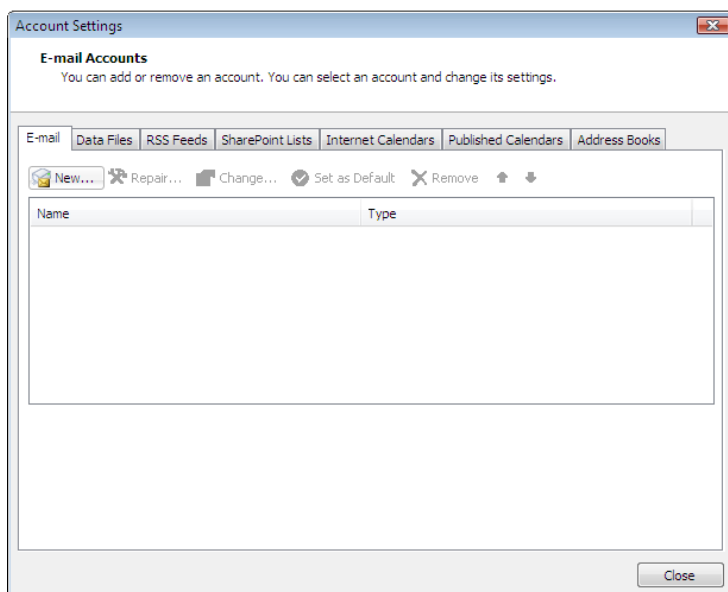 Account Settings
E-mail Accounts
You can add or remove an account. You can select an account and change its settings.
E-mail Data Files RSS Feeds SharePoint Lists Internet Calendars Published Calendars Address Books
New... Repair... Change... Set as Default Remove
Name Type
Close